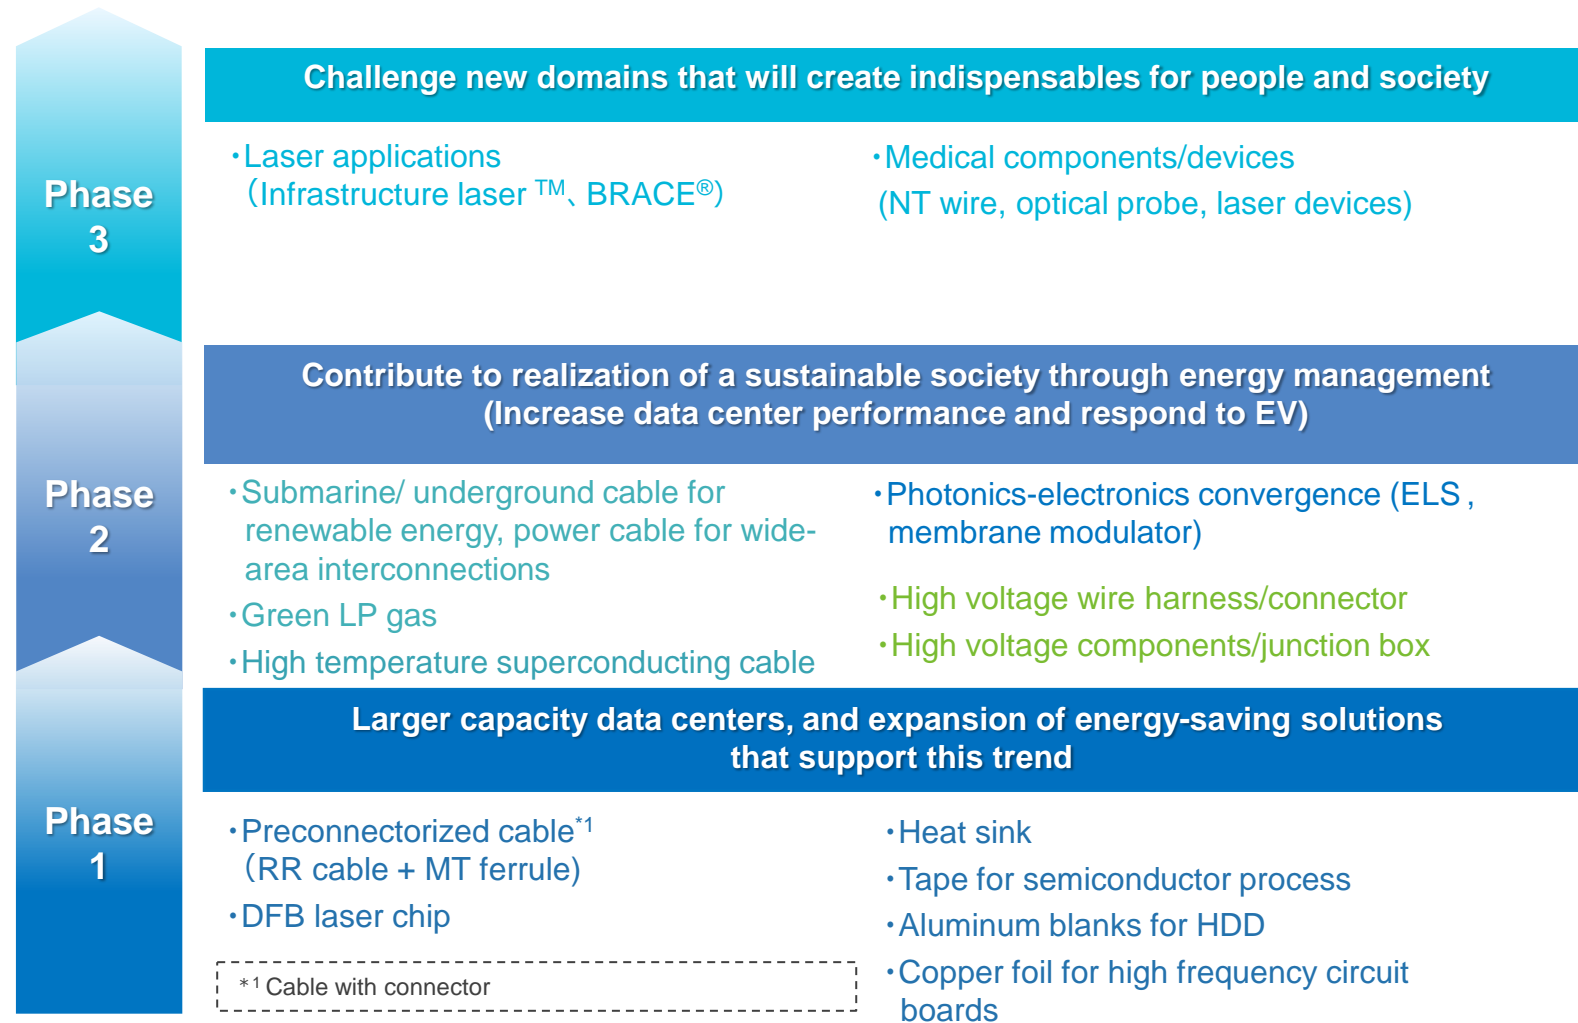 Phase
3
Challenge new domains that will create indispensables for people and society
・Laser applications
（Infrastructure laser TM、BRACE®）
・Medical components/devices
(NT wire, optical probe, laser devices)
Phase
2
Contribute to realization of a sustainable society through energy management
(Increase data center performance and respond to EV)
・Submarine/ underground cable for
renewable energy, power cable for wide-
area interconnections
・Green LP gas
・High temperature superconducting cable
・Photonics-electronics convergence (ELS ,
membrane modulator)
・High voltage wire harness/connector
・High voltage components/junction box
Phase
1
Larger capacity data centers, and expansion of energy-saving solutions
that support this trend
・Preconnectorized cable*1
（RR cable + MT ferrule)
・DFB laser chip
*1 Cable with connector
・Heat sink
・Tape for semiconductor process
・Aluminum blanks for HDD
・Copper foil for high frequency circuit
boards